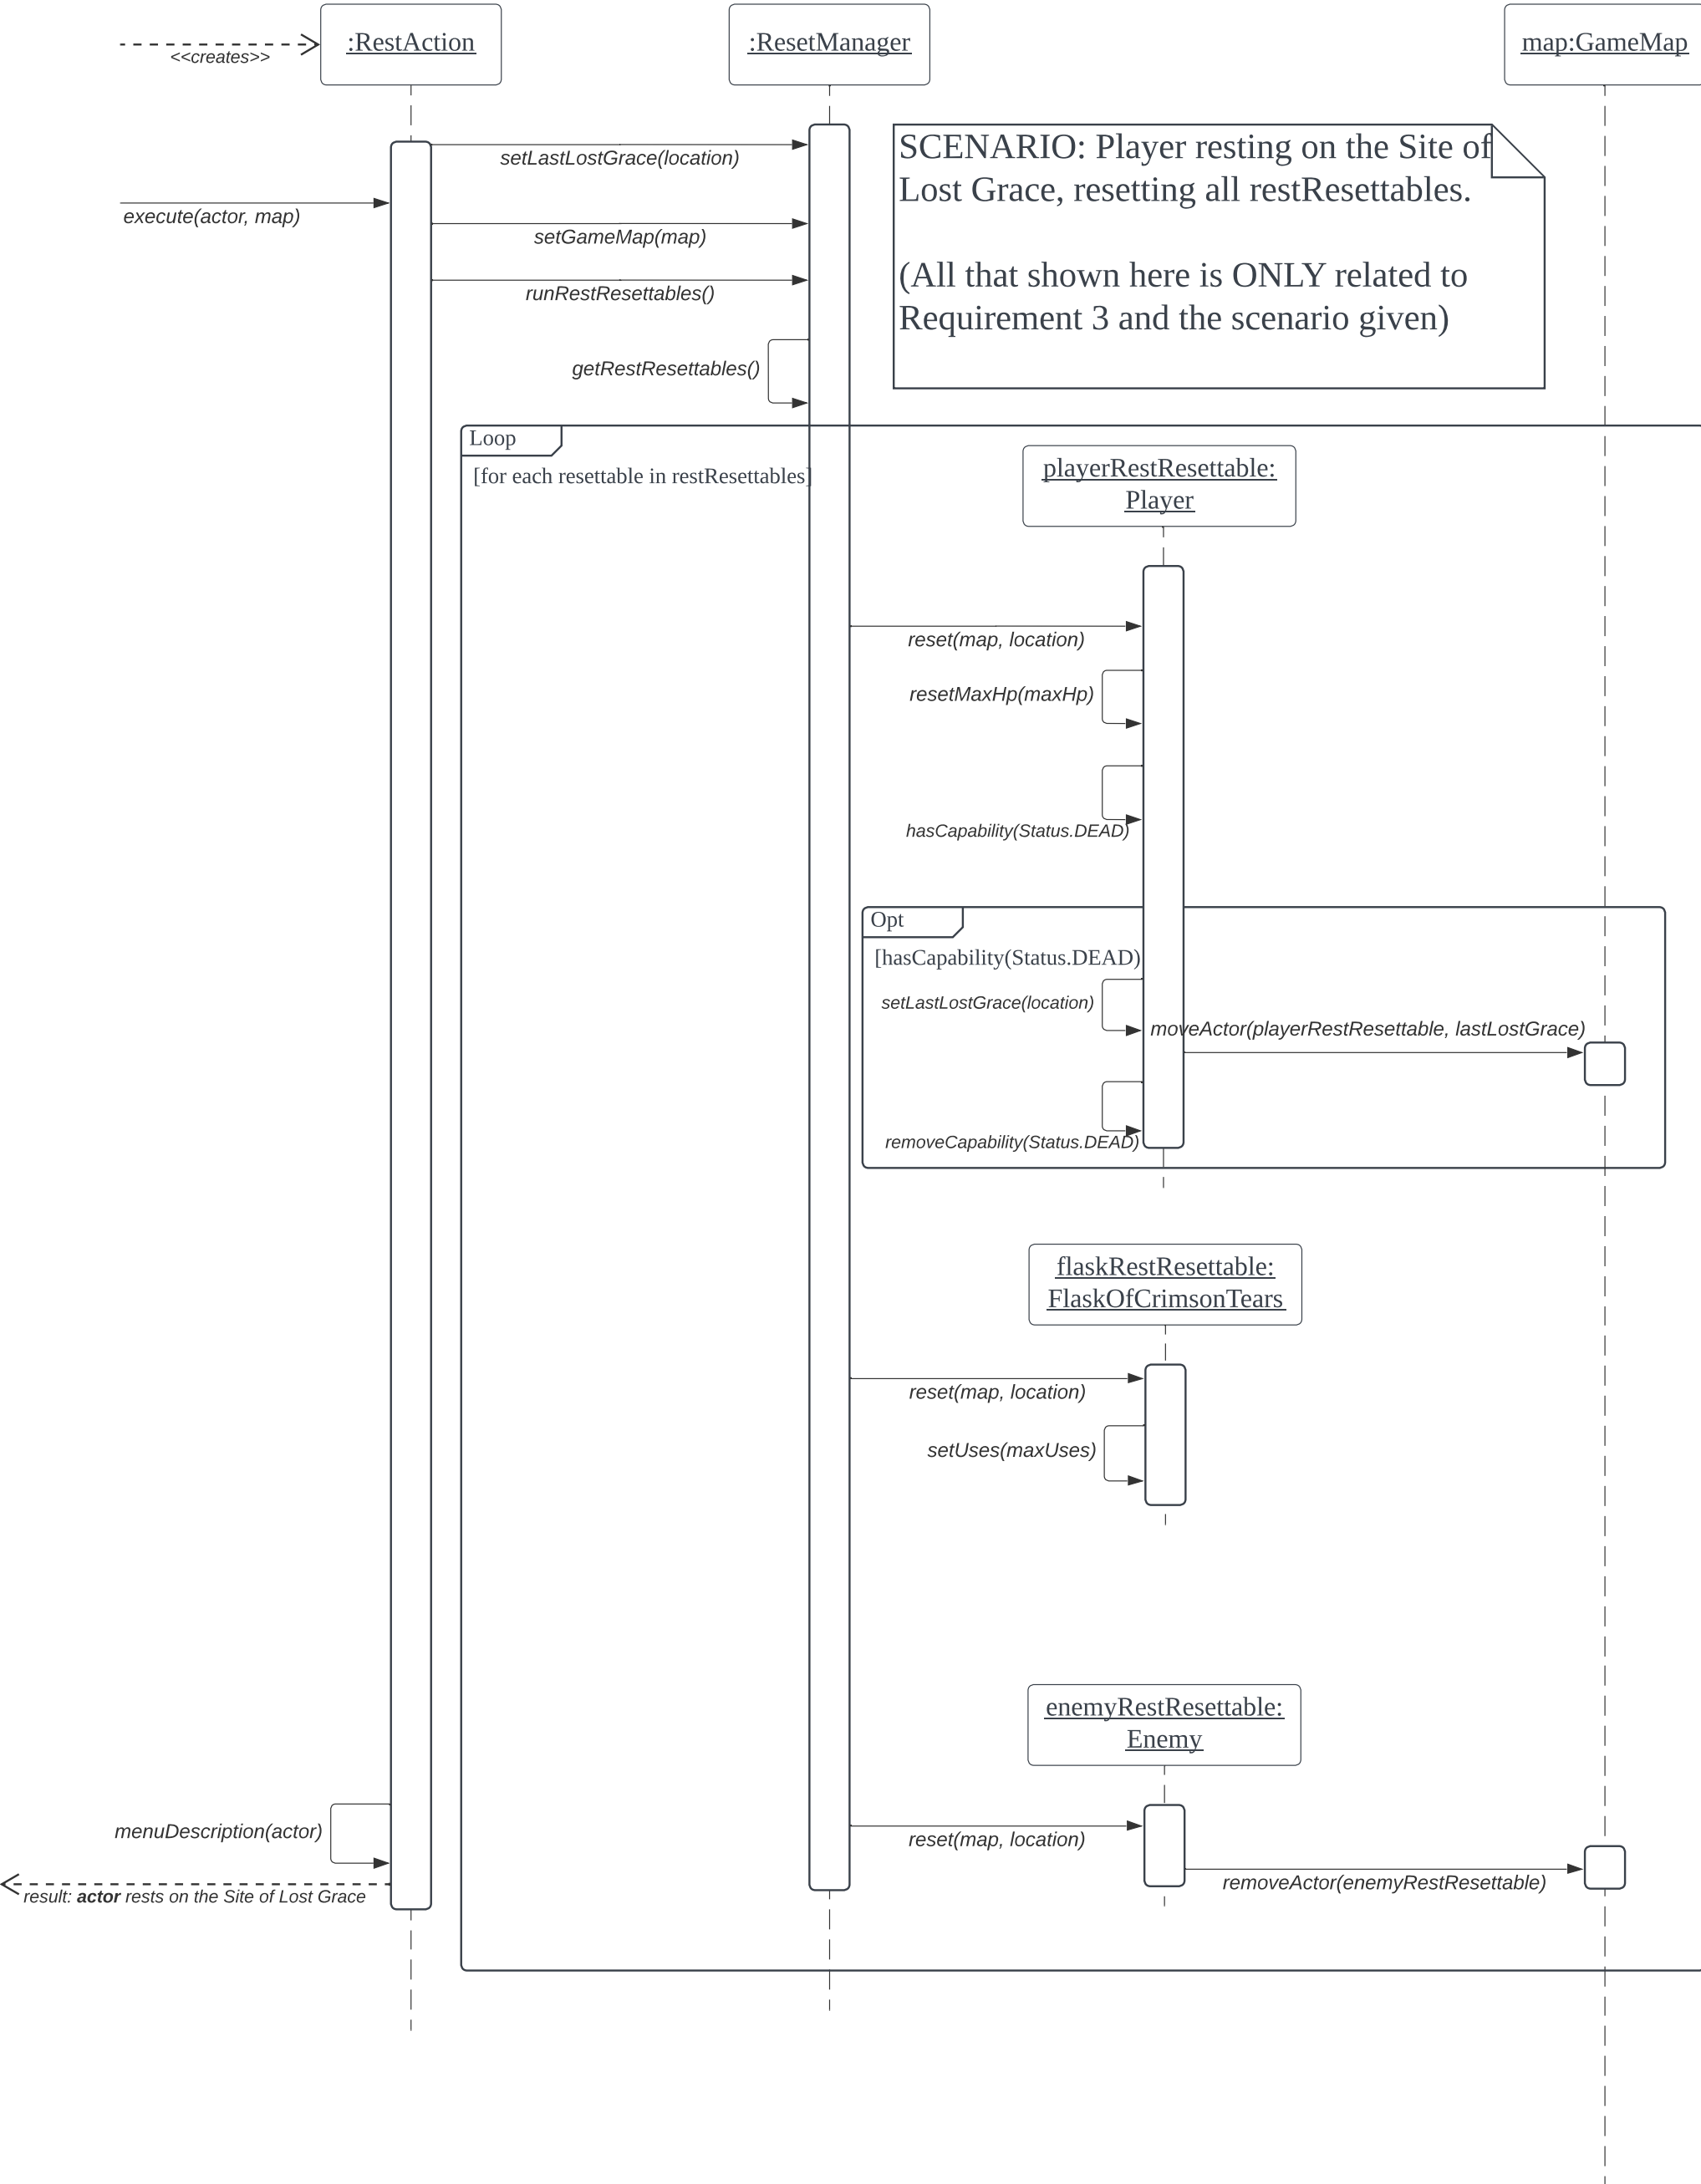 :RestAction
:ResetManager
map:GameMap
<<creates>>
SCENARIO: Player resting on the Site of
Lost Grace, resetting all restResettables.
(All that shown here is ONLY related to
Requirement 3 and the scenario given)
setLastLostGrace(location)
execute(actor, map)
setGameMap(map)
runRestResettables()
getRestResettables()
Loop
[for each resettable in restResettables]
playerRestResettable:
Player
reset(map, location)
resetMaxHp(maxHp)
hasCapability(Status.DEAD)
Opt
[hasCapability(Status.DEAD)
setLastLostGrace(location)
moveActor(playerRestResettable, lastLostGrace)
removeCapability(Status.DEAD)
flaskRestResettable:
FlaskOfCrimsonTears
reset(map, location)
setUses(maxUses)
enemyRestResettable:
Enemy
menuDescription(actor)
reset(map, location)
removeActor(enemyRestResettable)
result: actor rests on the Site of Lost Grace